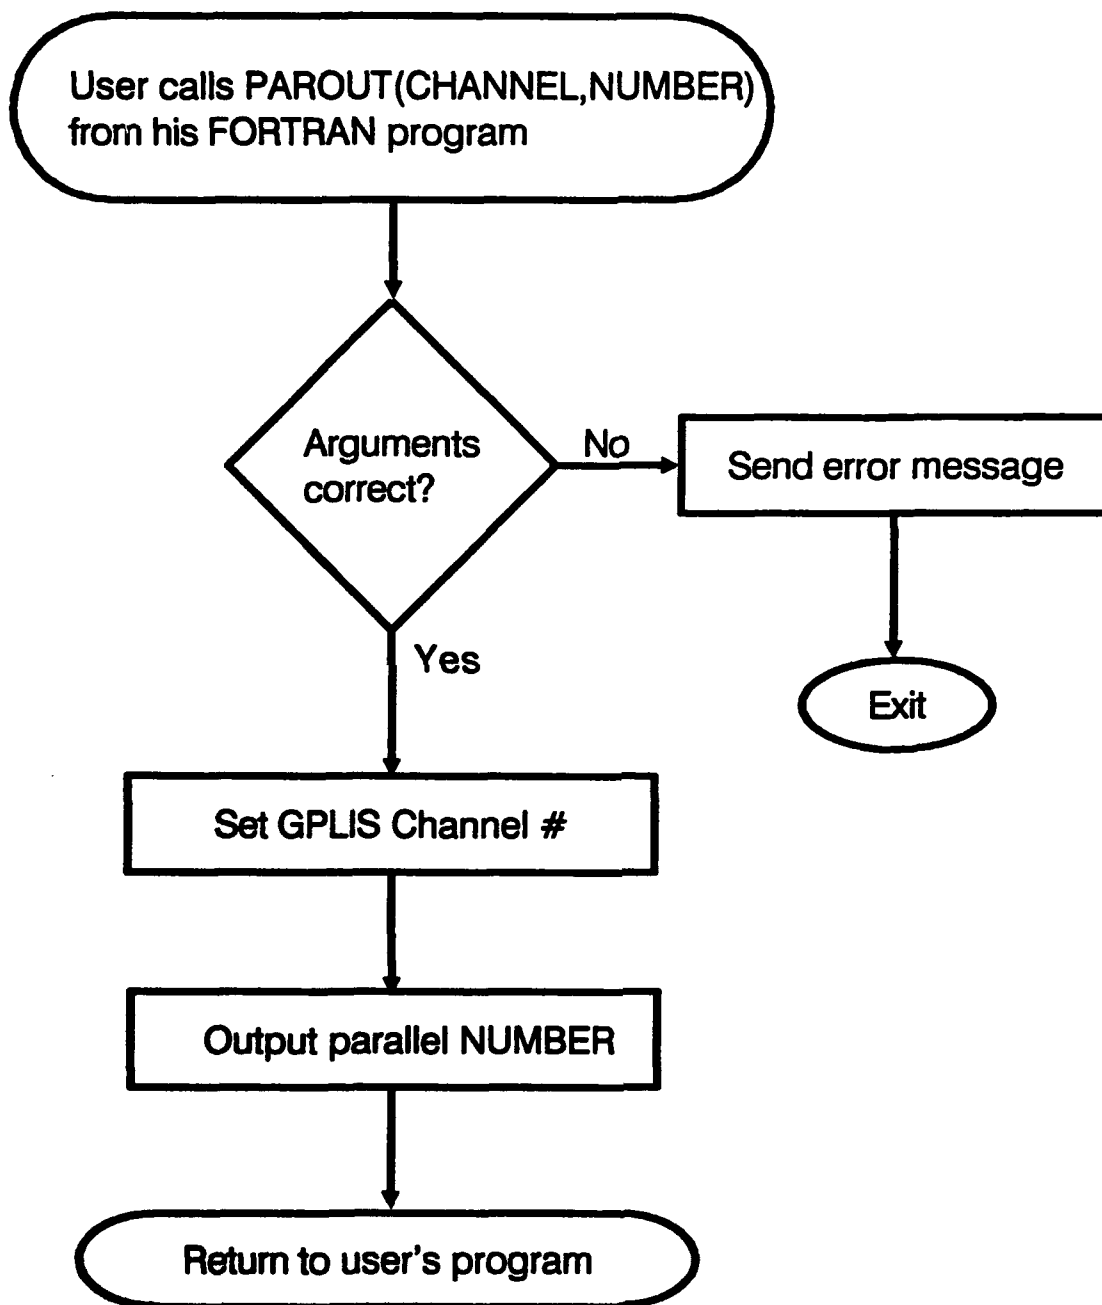 User calls PAROUT(CHANNEL,NUMBER)
from his FORTRAN program
Arguments
correct?
No
Send error message
Yes
Exit
Set GPLIS Channel #
Output parallel NUMBER
Return to user's program